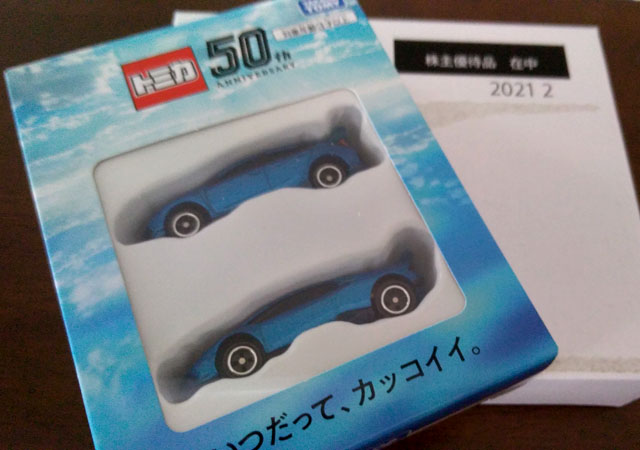 TOMY
トミカ
50th
ANNIVERSARY
株主優待品 在中
2021 2
いつだって、カッコイイ。